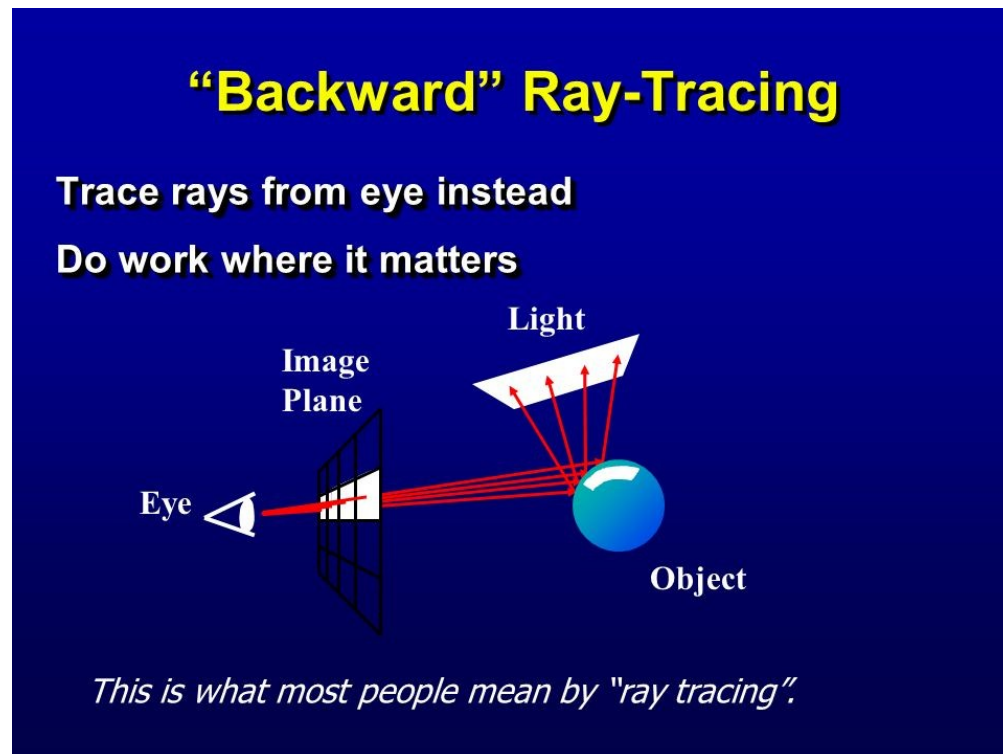 “Backward” Ray-Tracing
Trace rays from eye instead
Do work where it matters
Light
Image
Plane
Eye
Object
This is what most people mean by “ray tracing”.